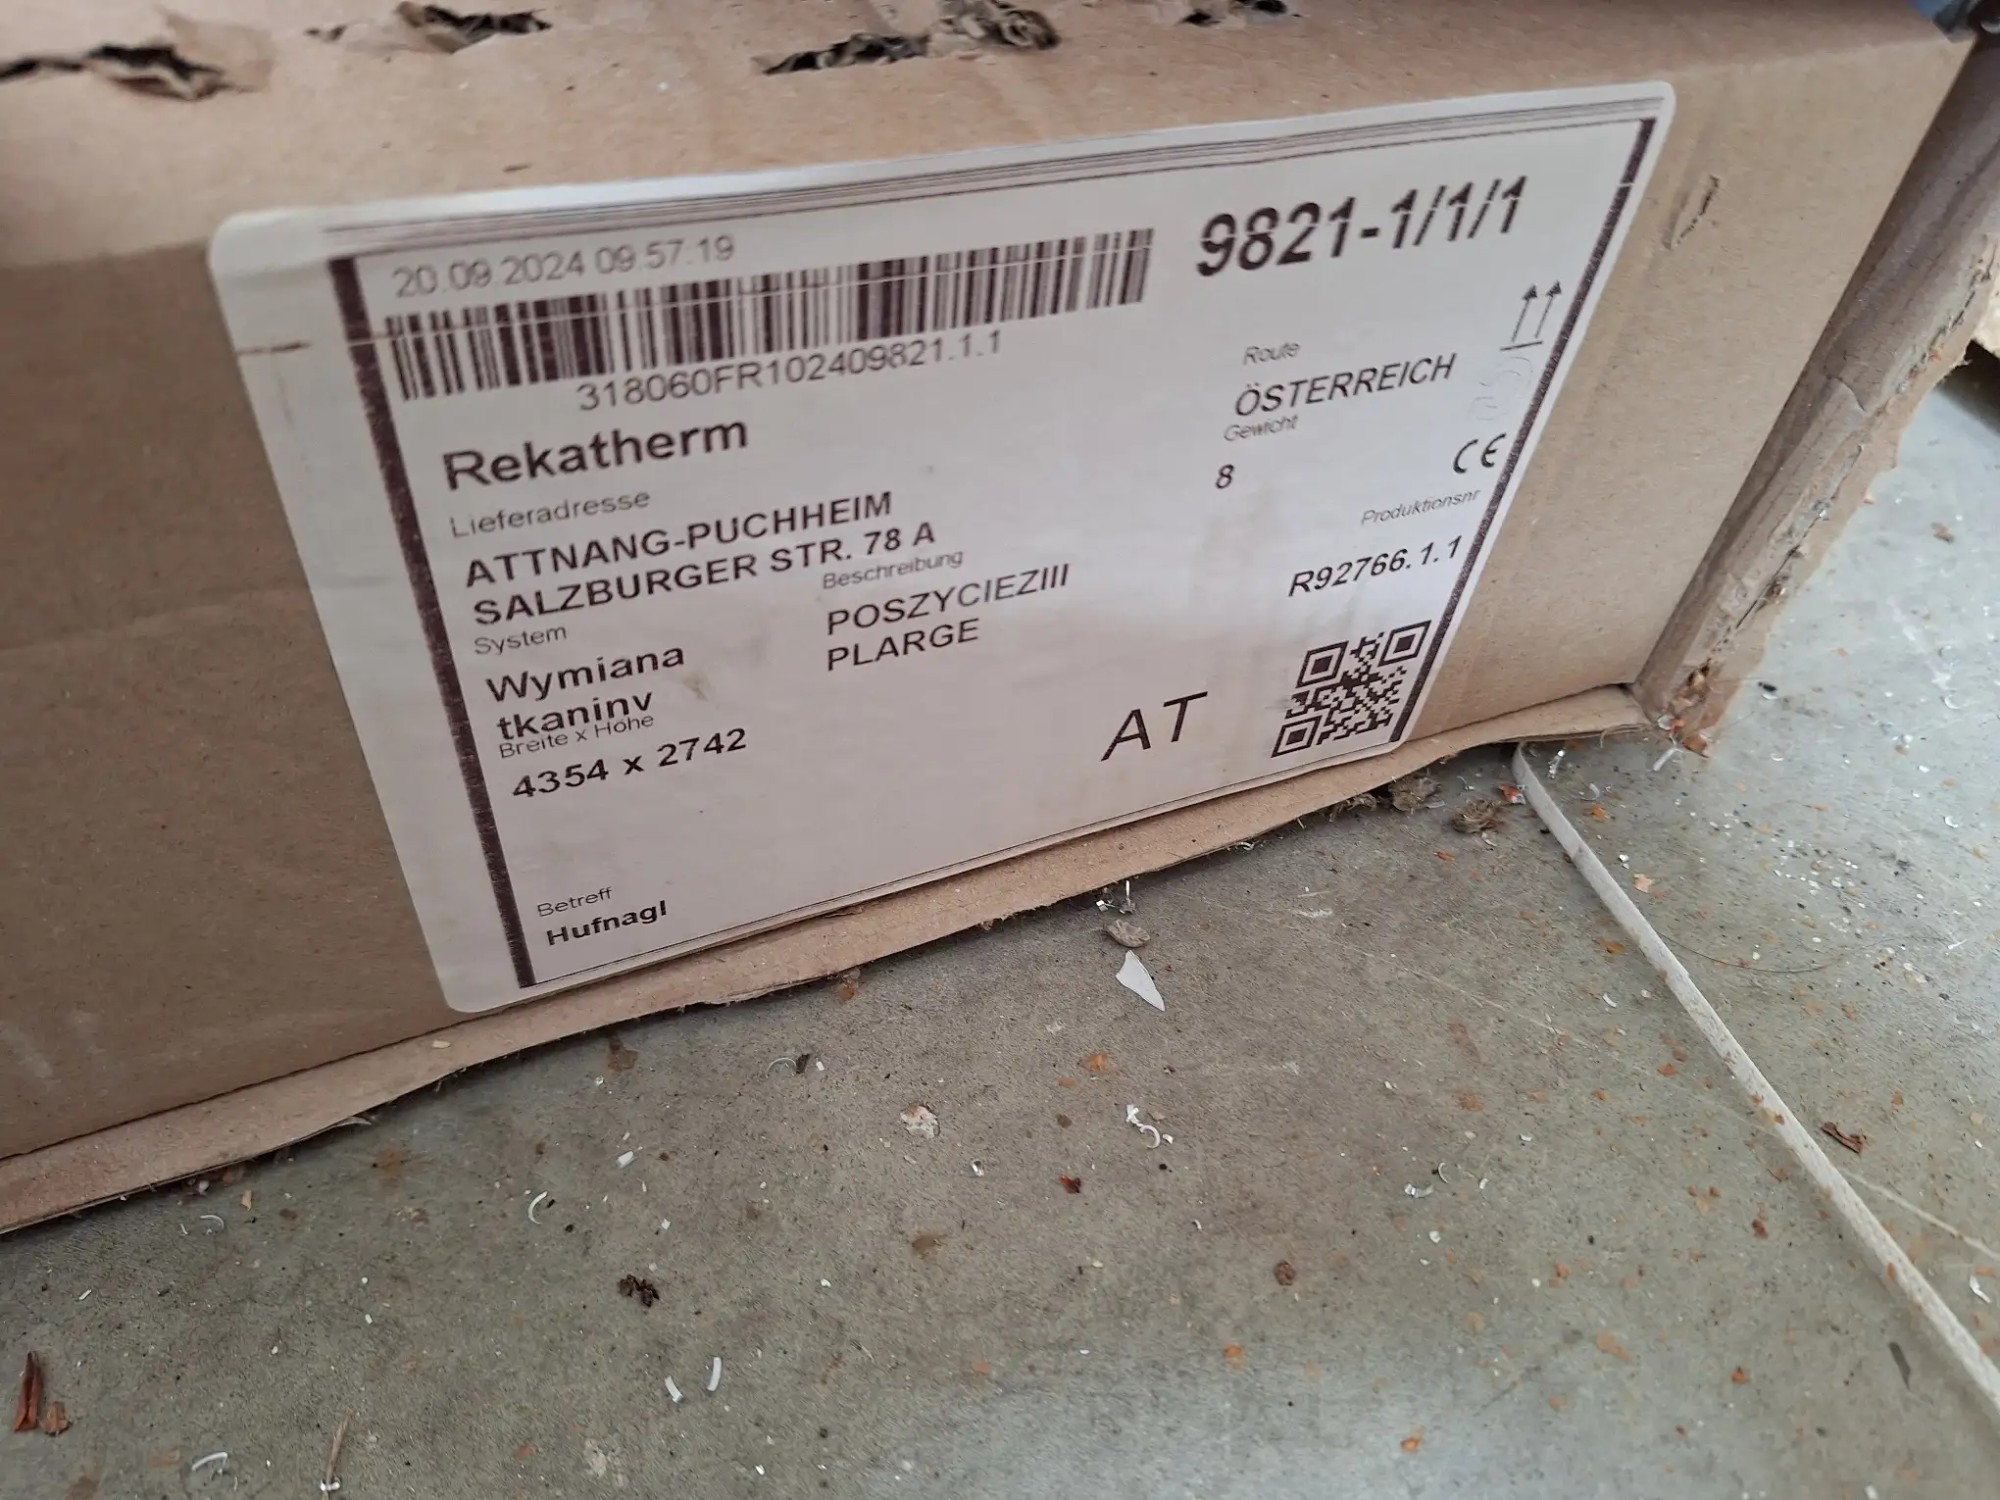 20.09.2024 09:57:19
9821-1/1/1
318060FR102409821.1.1
Rekatherm
Route
ÖSTERREICH
Lieferadresse
Gewicht
ATTNANG-PUCHHEIM
8
CE
SALZBURGER STR. 78 A
Produktionsnr
System
Beschreibung
R92766.1.1
Wymiana
POSZYCIEZIII
tkaniny
PLARGE
Breite x Höhe
4354 x 2742
AT
Betreff
Hufnagl